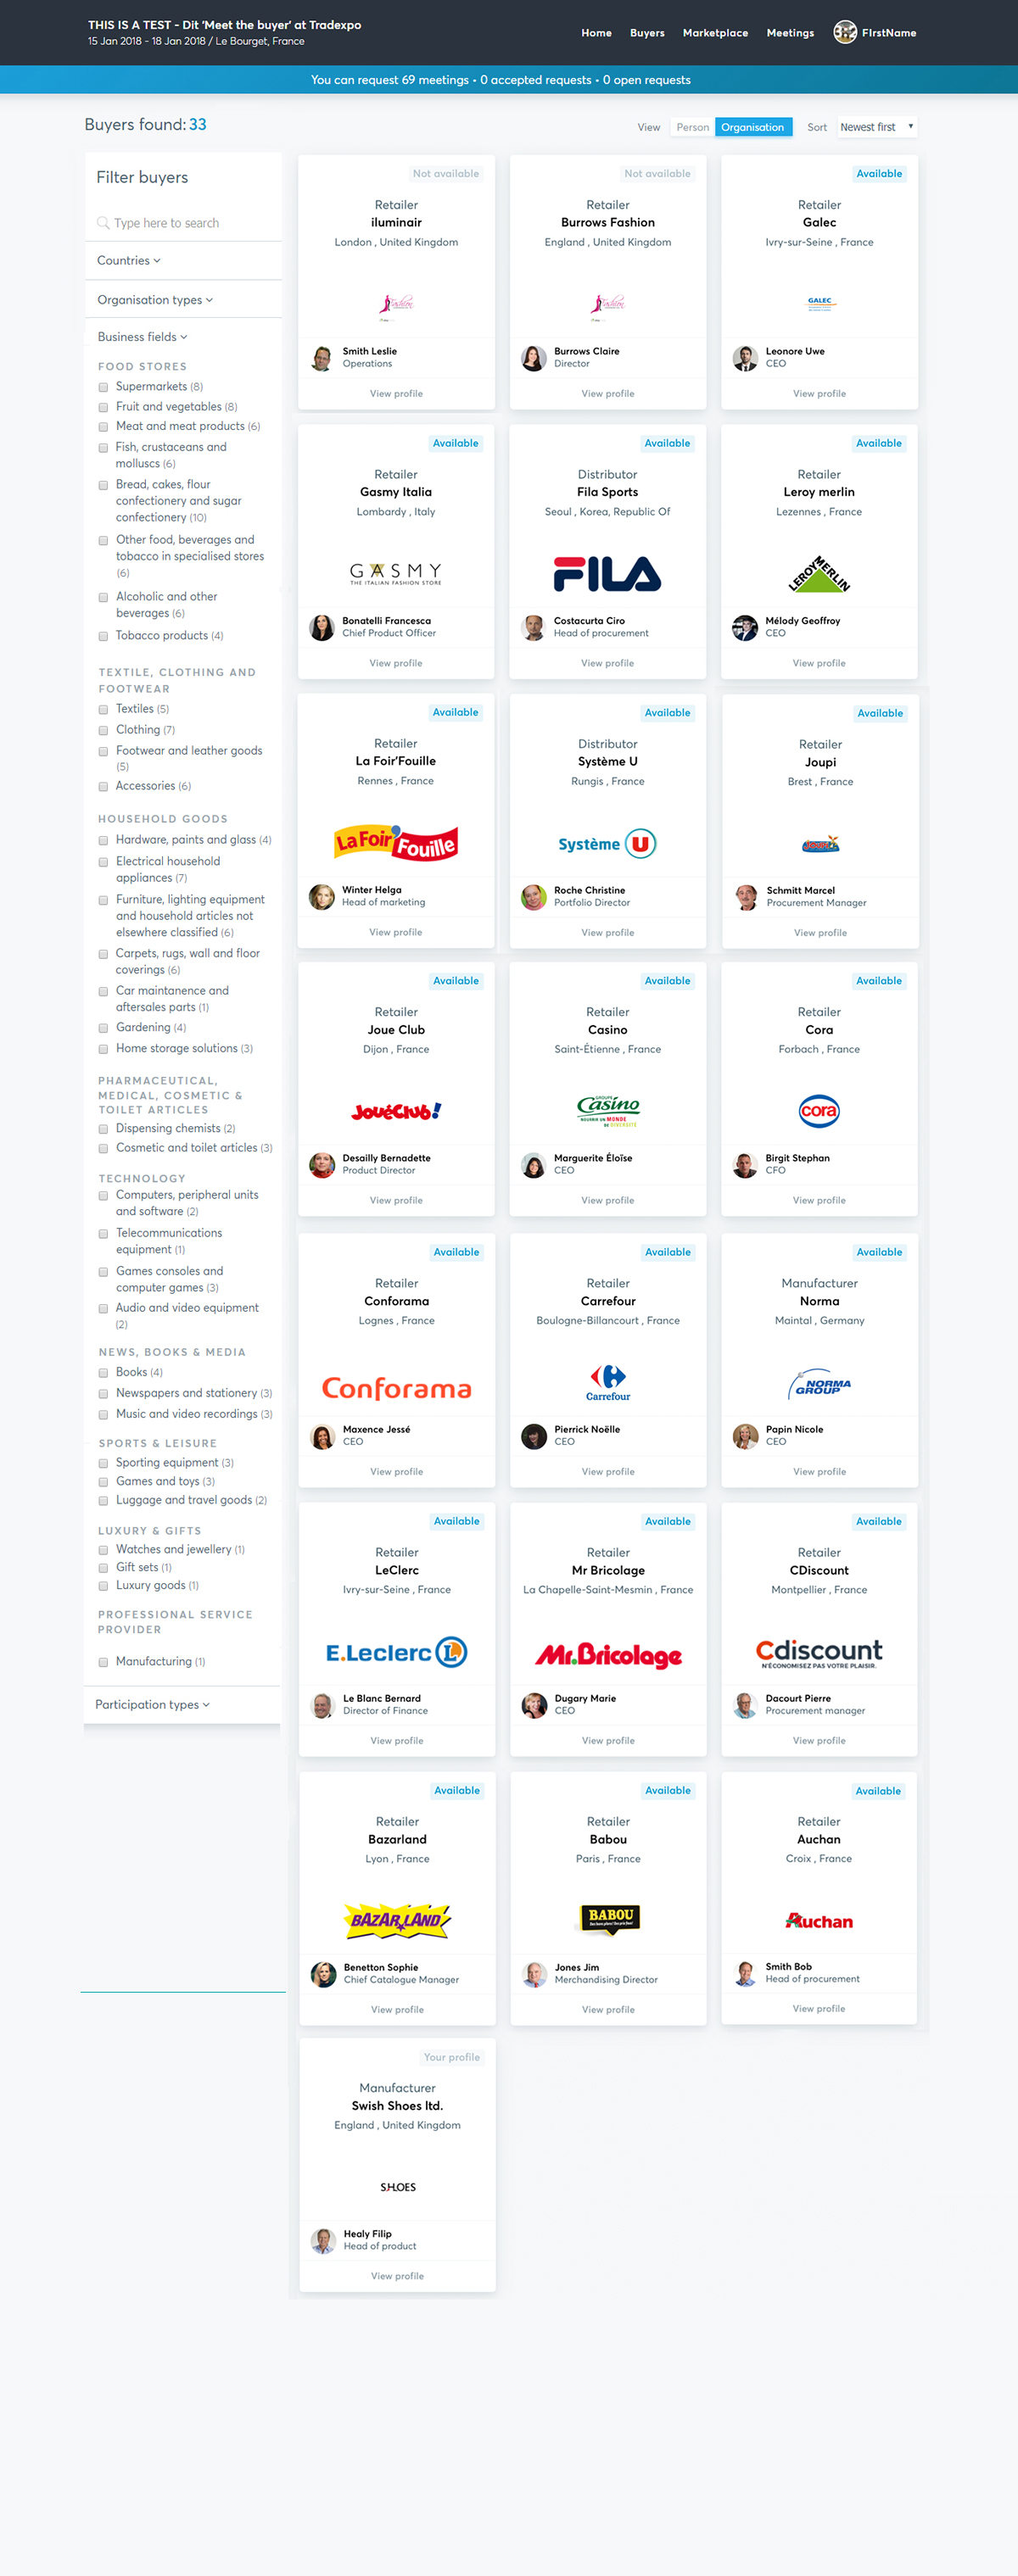 THIS IS A TEST - Dit ‘Meet the buyer’ at Tradexpo
15 Jan 2018 - 18 Jan 2018 / Le Bourget, France
Home Buyers Marketplace Meetings FIrstName
You can request 69 meetings • 0 accepted requests • 0 open requests
Buyers found: 33
View Person Organisation Sort Newest first
Filter buyers
Type here to search
Countries
Organisation types
Business fields
FOOD STORES
Supermarkets (8)
Fruit and vegetables (8)
Meat and meat products (6)
Fish, crustaceans and
molluscs (6)
Bread, cakes, flour
confectionery and sugar
confectionery (10)
Other food, beverages and
tobacco in specialised stores
(6)
Alcoholic and other
beverages (6)
Tobacco products (4)
TEXTILE, CLOTHING AND
FOOTWEAR
Textiles (5)
Clothing (7)
Footwear and leather goods
(5)
Accessories (6)
HOUSEHOLD GOODS
Hardware, paints and glass (4)
Electrical household
appliances (7)
Furniture, lighting equipment
and household articles not
elsewhere classified (6)
Carpets, rugs, wall and floor
coverings (6)
Car maintanence and
aftersales parts (1)
Gardening (4)
Home storage solutions (3)
PHARMACEUTICAL,
MEDICAL, COSMETIC &
TOILET ARTICLES
Dispensing chemists (2)
Cosmetic and toilet articles (3)
TECHNOLOGY
Computers, peripheral units
and software (2)
Telecommunications
equipment (1)
Games consoles and
computer games (3)
Audio and video equipment
(2)
NEWS, BOOKS & MEDIA
Books (4)
Newspapers and stationery (3)
Music and video recordings (3)
SPORTS & LEISURE
Sporting equipment (3)
Games and toys (3)
Luggage and travel goods (2)
LUXURY & GIFTS
Watches and jewellery (1)
Gift sets (1)
Luxury goods (1)
PROFESSIONAL SERVICE
PROVIDER
Manufacturing (1)
Participation types
Not available
Retailer
iluminair
London , United Kingdom
Fashion
Smith Leslie
Operations
View profile
Not available
Retailer
Burrows Fashion
England , United Kingdom
Fashion
Burrows Claire
Director
View profile
Available
Retailer
Galec
Ivry-sur-Seine , France
GALEC
Leonore Uwe
CEO
View profile
Available
Retailer
Gasmy Italia
Lombardy , Italy
GASMY
THE ITALIAN FASHION STORE
Bonatelli Francesca
Chief Product Officer
View profile
Available
Distributor
Fila Sports
Seoul , Korea, Republic Of
FILA
Costacurta Ciro
Head of procurement
View profile
Available
Retailer
Leroy merlin
Lezennes , France
LEROY MERLIN
Mélody Geoffroy
CEO
View profile
Available
Retailer
La Foir’Fouille
Rennes , France
La Foir'Fouille
Winter Helga
Head of marketing
View profile
Available
Distributor
Système U
Rungis , France
Système U
Roche Christine
Portfolio Director
View profile
Available
Retailer
Joupi
Brest , France
Schmitt Marcel
Procurement Manager
View profile
Available
Retailer
Joue Club
Dijon , France
JouéClub!
Desailly Bernadette
Product Director
View profile
Available
Retailer
Casino
Saint-Étienne , France
GROUPE
Casino
NOURRIR UN MONDE
DE DIVERSITÉ
Marguerite Éloïse
CEO
View profile
Available
Retailer
Cora
Forbach , France
cora
Birgit Stephan
CFO
View profile
Available
Retailer
Conforama
Lognes , France
Conforama
Maxence Jessé
CEO
View profile
Available
Retailer
Carrefour
Boulogne-Billancourt , France
Carrefour
Pierrick Noëlle
CEO
View profile
Available
Manufacturer
Norma
Maintal , Germany
NORMA
GROUP
Papin Nicole
CEO
View profile
Available
Retailer
LeClerc
Ivry-sur-Seine , France
E.Leclerc L
Le Blanc Bernard
Director of Finance
View profile
Available
Retailer
Mr Bricolage
La Chapelle-Saint-Mesmin , France
Mr.Bricolage
Dugary Marie
CEO
View profile
Available
Retailer
CDiscount
Montpellier , France
Cdiscount
N'ÉCONOMISEZ PAS VOTRE PLAISIR.
Dacourt Pierre
Procurement manager
View profile
Available
Retailer
Bazarland
Lyon , France
BAZARLAND
Benetton Sophie
Chief Catalogue Manager
View profile
Available
Retailer
Babou
Paris , France
BABOU
Jones Jim
Merchandising Director
View profile
Available
Retailer
Auchan
Croix , France
Auchan
Smith Bob
Head of procurement
View profile
Your profile
Manufacturer
Swish Shoes ltd.
England , United Kingdom
S.H.OES
Healy Filip
Head of product
View profile